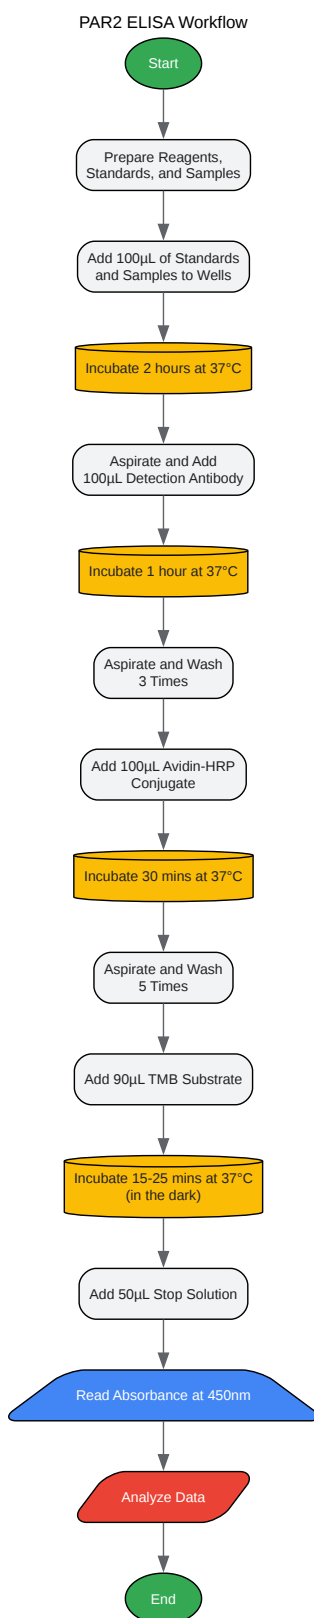 PAR2 ELISA Workflow
Start
Prepare Reagents,
Standards, and Samples
Add 100µL of Standards
and Samples to Wells
Incubate 2 hours at 37°C
Aspirate and Add
100µL Detection Antibody
Incubate 1 hour at 37°C
Aspirate and Wash
3 Times
Add 100µL Avidin-HRP
Conjugate
Incubate 30 mins at 37°C
Aspirate and Wash
5 Times
Add 90µL TMB Substrate
Incubate 15-25 mins at 37°C
(in the dark)
Add 50µL Stop Solution
Read Absorbance at 450nm
Analyze Data
End